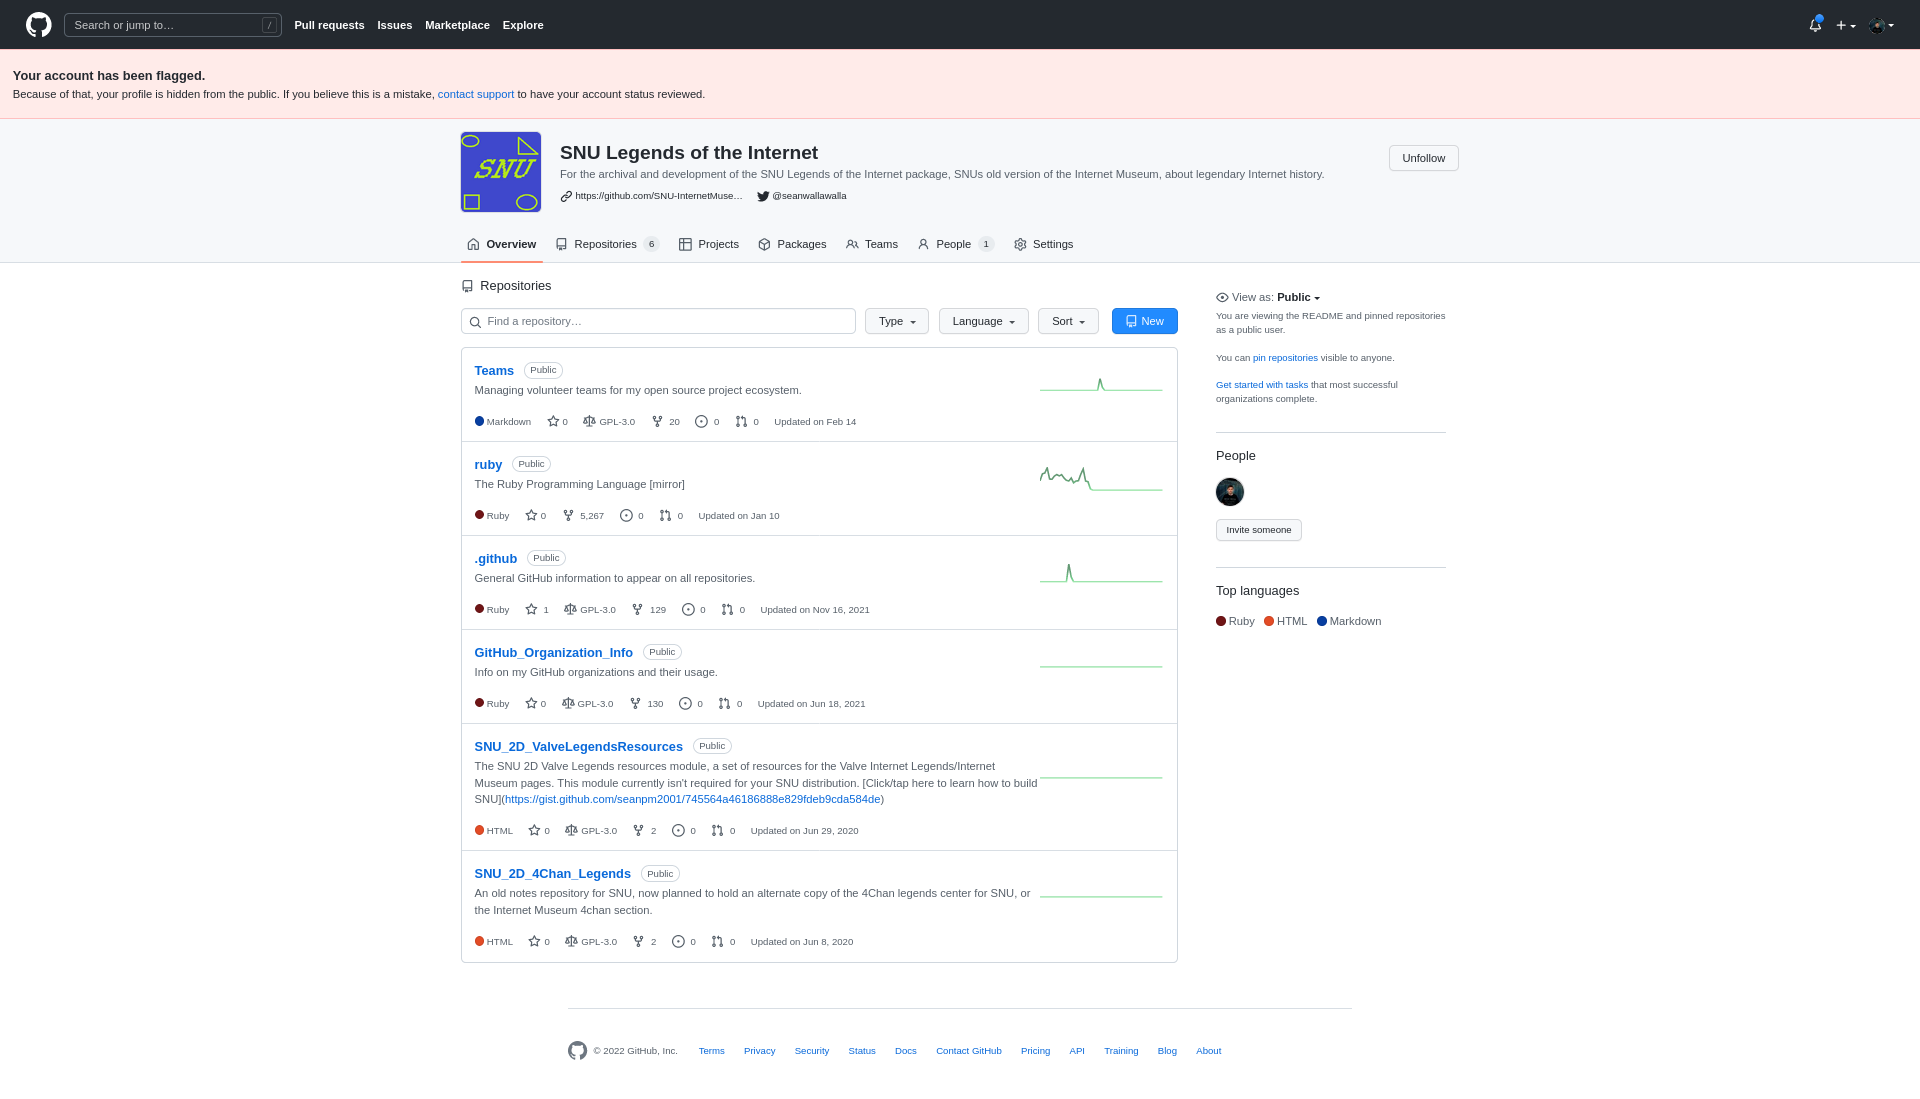 Search or jump to… /
Pull requests Issues Marketplace Explore
Your account has been flagged.
Because of that, your profile is hidden from the public. If you believe this is a mistake, contact support to have your account status reviewed.
SNU
SNU Legends of the Internet
Unfollow
For the archival and development of the SNU Legends of the Internet package, SNUs old version of the Internet Museum, about legendary Internet history.
https://github.com/SNU-InternetMuse… @seanwallawalla
Overview Repositories 6 Projects Packages Teams People 1 Settings
Repositories
Find a repository… Type Language Sort New
Teams Public
Managing volunteer teams for my open source project ecosystem.
Markdown 0 GPL-3.0 20 0 0 Updated on Feb 14
ruby Public
The Ruby Programming Language [mirror]
Ruby 0 5,267 0 0 Updated on Jan 10
.github Public
General GitHub information to appear on all repositories.
Ruby 1 GPL-3.0 129 0 0 Updated on Nov 16, 2021
GitHub_Organization_Info Public
Info on my GitHub organizations and their usage.
Ruby 0 GPL-3.0 130 0 0 Updated on Jun 18, 2021
SNU_2D_ValveLegendsResources Public
The SNU 2D Valve Legends resources module, a set of resources for the Valve Internet Legends/Internet
Museum pages. This module currently isn't required for your SNU distribution. [Click/tap here to learn how to build
SNU](https://gist.github.com/seanpm2001/745564a46186888e829fdeb9cda584de)
HTML 0 GPL-3.0 2 0 0 Updated on Jun 29, 2020
SNU_2D_4Chan_Legends Public
An old notes repository for SNU, now planned to hold an alternate copy of the 4Chan legends center for SNU, or
the Internet Museum 4chan section.
HTML 0 GPL-3.0 2 0 0 Updated on Jun 8, 2020
View as: Public
You are viewing the README and pinned repositories
as a public user.
You can pin repositories visible to anyone.
Get started with tasks that most successful
organizations complete.
People
Invite someone
Top languages
Ruby HTML Markdown
© 2022 GitHub, Inc. Terms Privacy Security Status Docs Contact GitHub Pricing API Training Blog About